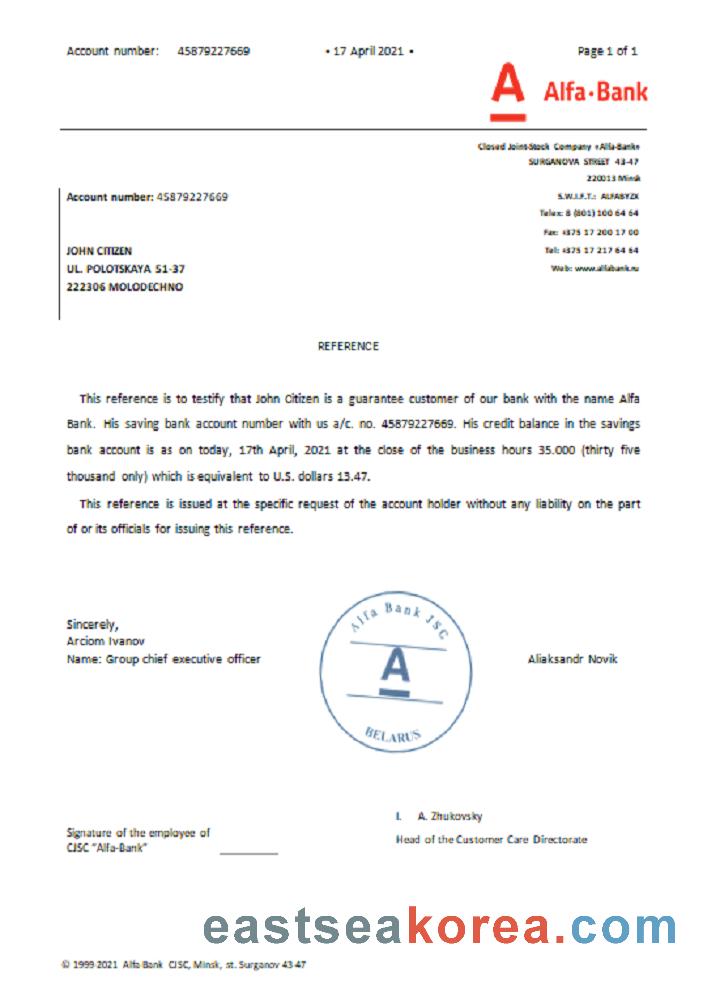 Account number: 45879227669 • 17 April 2021 • Page 1 of 1
A Alfa•Bank
Closed Joint-Stock Company «Alfa-Bank»
SURGANOVA STREET 43-47
220013 Minsk
S.W.I.F.T.: ALFABYZX
Telex: 8 (801) 100 64 64
Fax: +375 17 200 17 00
Tel: +375 17 217 64 64
Web: www.alfabank.ru
Account number: 45879227669
JOHN CITIZEN
UL. POLOTSKAYA 51-37
222306 MOLODECHNO
REFERENCE
This reference is to testify that John Citizen is a guarantee customer of our bank with the name Alfa
Bank. His saving bank account number with us a/c. no. 45879227669. His credit balance in the savings
bank account is as on today, 17th April, 2021 at the close of the business hours 35.000 (thirty five
thousand only) which is equivalent to U.S. dollars 13.47.
This reference is issued at the specific request of the account holder without any liability on the part
of or its officials for issuing this reference.
Sincerely,
Arciom Ivanov
Name: Group chief executive officer
Alfa Bank JSC
A
BELARUS
Aliaksandr Novik
I. A. Zhukovsky
Head of the Customer Care Directorate
Signature of the employee of
CJSC "Alfa-Bank"
eastseakorea.com
© 1999-2021 Alfa-Bank CJSC, Minsk, st. Surganov 43-47